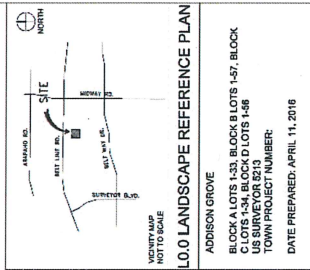 NORTH
SITE
ARAPAHO RD.
BELT LINE RD.
MIDWAY RD.
BELT WAY DR.
SURVEYOR BLVD.
VICINITY MAP
NOT TO SCALE
L0.0 LANDSCAPE REFERENCE PLAN
ADDISON GROVE
BLOCK A LOTS 1-33, BLOCK B LOTS 1-57, BLOCK
C LOTS 1-34, BLOCK D LOTS 1-56
US SURVEYOR 5213
TOWN PROJECT NUMBER:
DATE PREPARED: APRIL 11, 2016